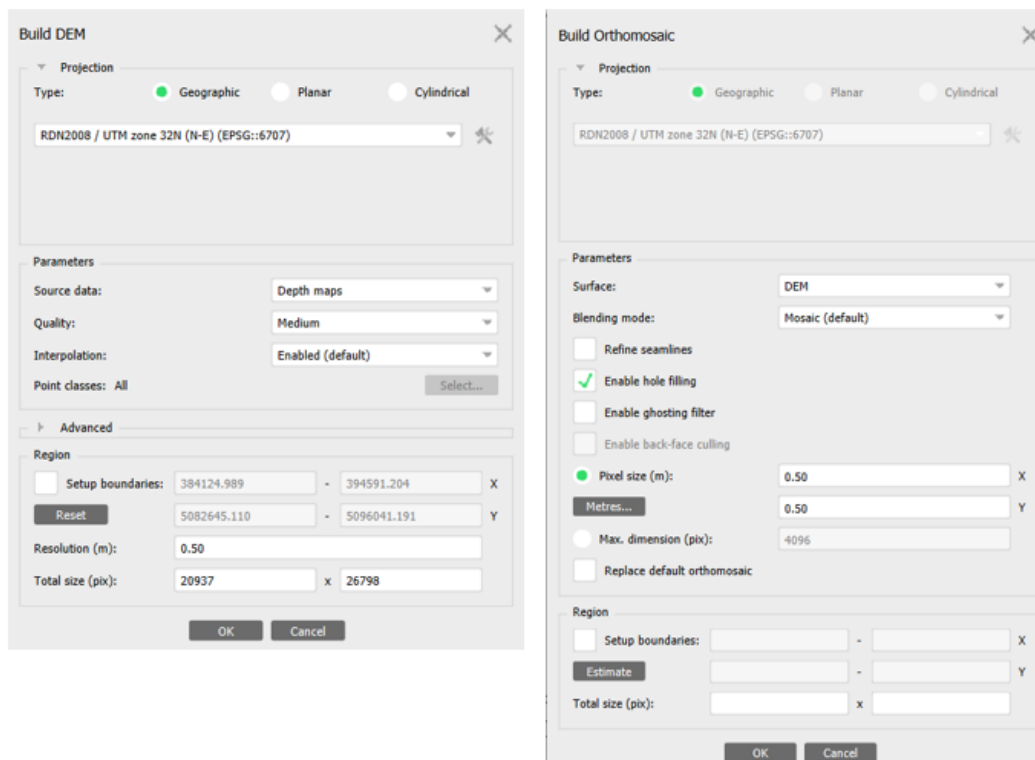 Build DEM
Projection
Type: Geographic Planar Cylindrical
RDN2008 / UTM zone 32N (N-E) (EPSG::6707)
Parameters
Source data: Depth maps
Quality: Medium
Interpolation: Enabled (default)
Point classes: All Select...
Advanced
Region
Setup boundaries: 384124.989 - 394591.204 X
Reset 5082645.110 - 5096041.191 Y
Resolution (m): 0.50
Total size (pix): 20937 x 26798
OK Cancel
Build Orthomosaic
Projection
Type: Geographic Planar Cylindrical
RDN2008 / UTM zone 32N (N-E) (EPSG::6707)
Parameters
Surface: DEM
Blending mode: Mosaic (default)
Refine seamlines
Enable hole filling
Enable ghosting filter
Enable back-face culling
Pixel size (m): 0.50 X
Metres... 0.50 Y
Max. dimension (pix): 4096
Replace default orthomosaic
Region
Setup boundaries: - X
Estimate - Y
Total size (pix): x
OK Cancel